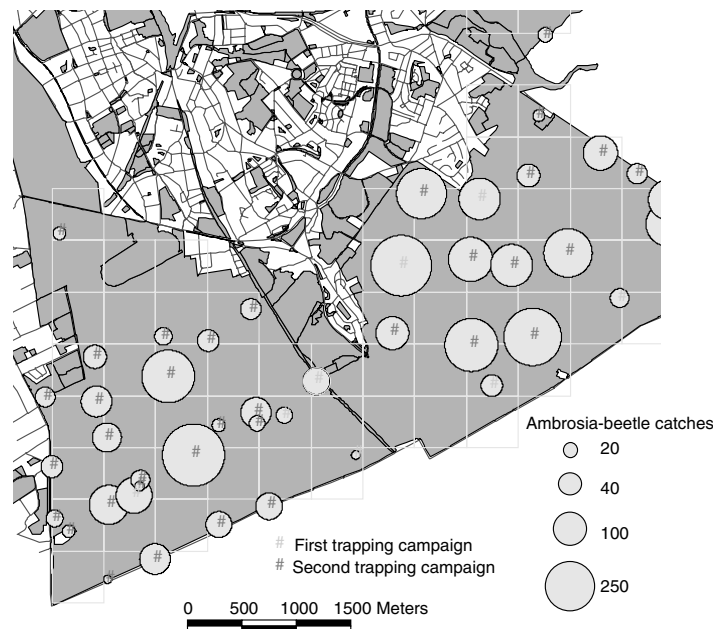 Ambrosia-beetle catches
20
40
100
250
# First trapping campaign
# Second trapping campaign
0 500 1000 1500 Meters